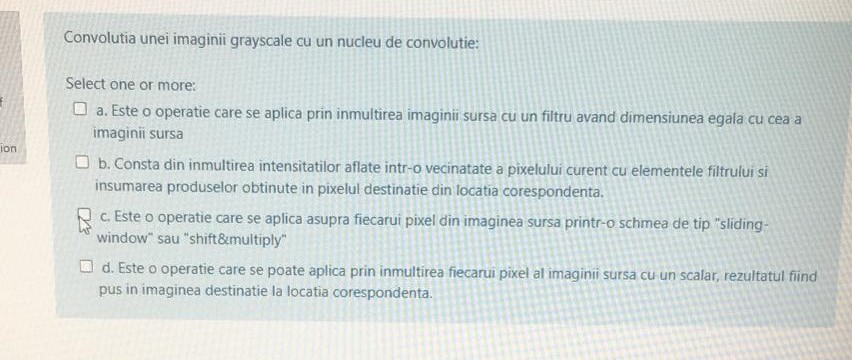 Convolutia unei imaginii grayscale cu un nucleu de convolutie:
Select one or more:
f
a. Este o operatie care se aplica prin inmultirea imaginii sursa cu un filtru avand dimensiunea egala cu cea a
imaginii sursa
ion
b. Consta din inmultirea intensitatilor aflate intr-o vecinatate a pixelului curent cu elementele filtrului si
insumarea produselor obtinute in pixelul destinatie din locatia corespondenta.
c. Este o operatie care se aplica asupra fiecarui pixel din imaginea sursa printr-o schmea de tip "sliding-
window" sau "shift&multiply"
d. Este o operatie care se poate aplica prin inmultirea fiecarui pixel al imaginii sursa cu un scalar, rezultatul fiind
pus in imaginea destinatie la locatia corespondenta.